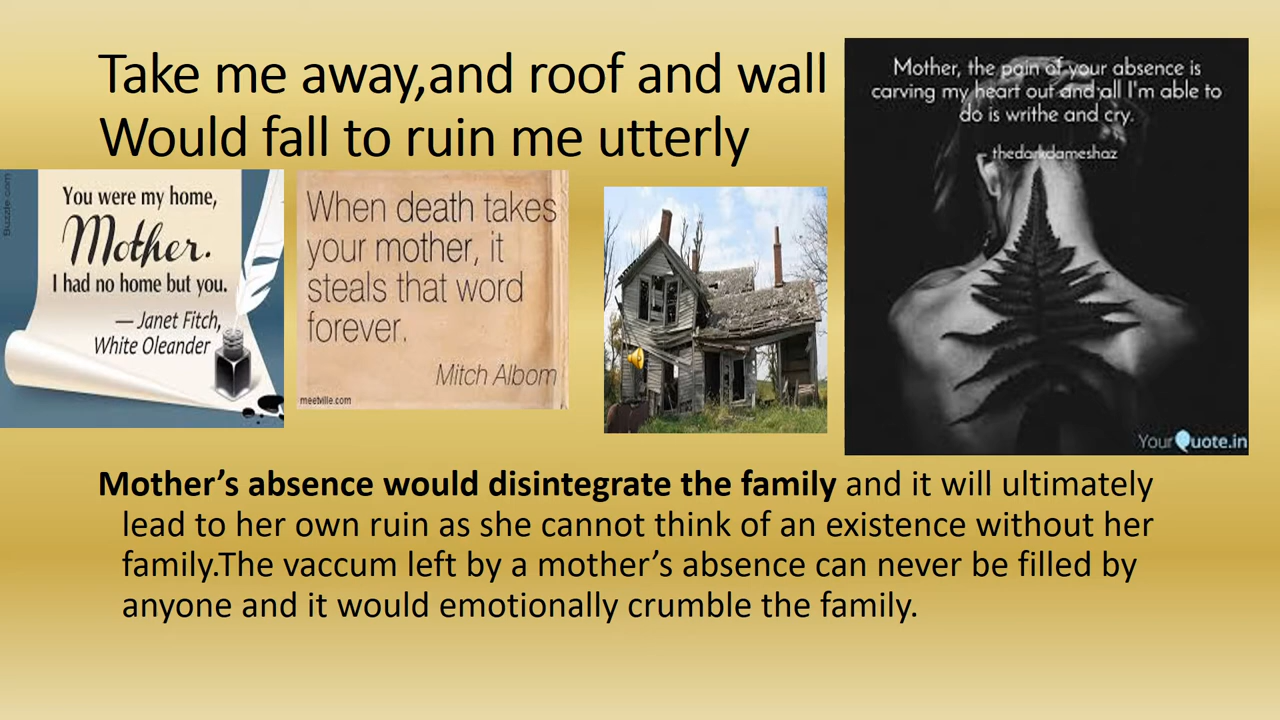 Take me away,and roof and wall
Would fall to ruin me utterly
Buzzle.com
You were my home,
Mother.
I had no home but you.
— Janet Fitch,
White Oleander
When death takes
your mother, it
steals that word
forever.
Mitch Albom
meetville.com
Mother, the pain of your absence is
carving my heart out and all I'm able to
do is writhe and cry.
thedarkdameshaz
YourQuote.in
Mother's absence would disintegrate the family and it will ultimately
lead to her own ruin as she cannot think of an existence without her
family.The vaccum left by a mother's absence can never be filled by
anyone and it would emotionally crumble the family.